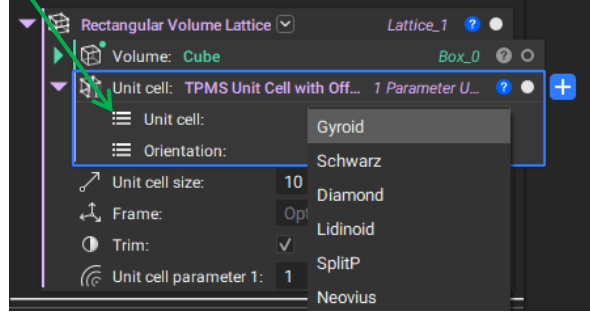 Rectangular Volume Lattice Lattice_1 ?
Volume: Cube Box_0 ?
Unit cell: TPMS Unit Cell with Off... 1 Parameter U... ? +
Unit cell:
Gyroid
Orientation:
Schwarz
Unit cell size: 10
Diamond
Frame: Opt
Lidinoid
Trim:
SplitP
Unit cell parameter 1: 1
Neovius